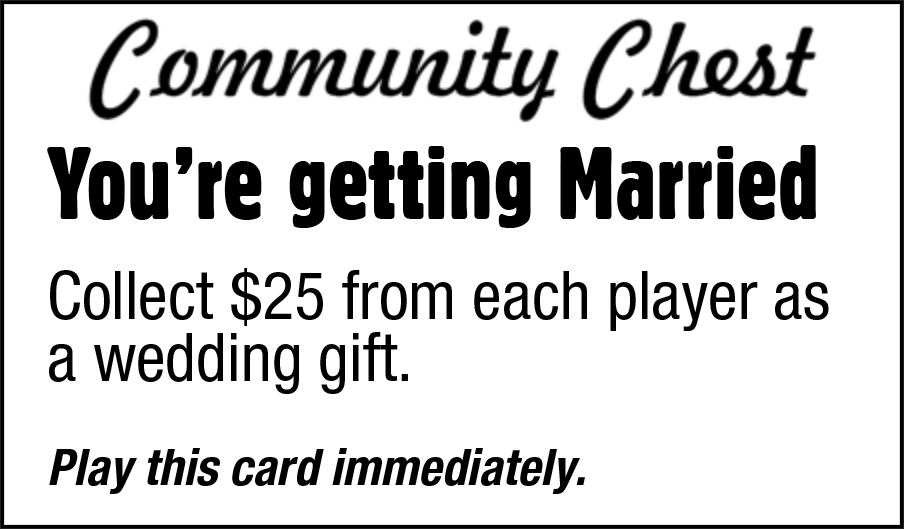 Community Chest
You’re getting Married
Collect $25 from each player as
a wedding gift.
Play this card immediately.